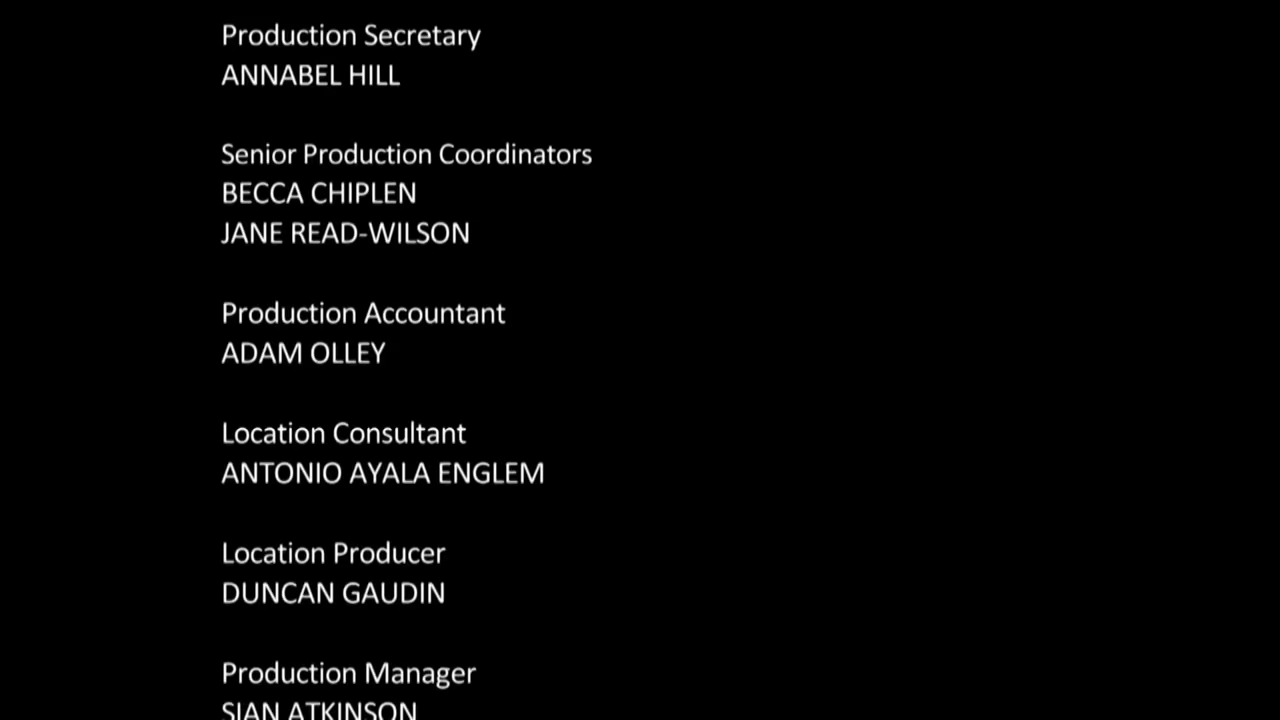 Production Secretary
ANNABEL HILL
Senior Production Coordinators
BECCA CHIPLEN
JANE READ-WILSON
Production Accountant
ADAM OLLEY
Location Consultant
ANTONIO AYALA ENGLEM
Location Producer
DUNCAN GAUDIN
Production Manager
SIAN ATKINSON